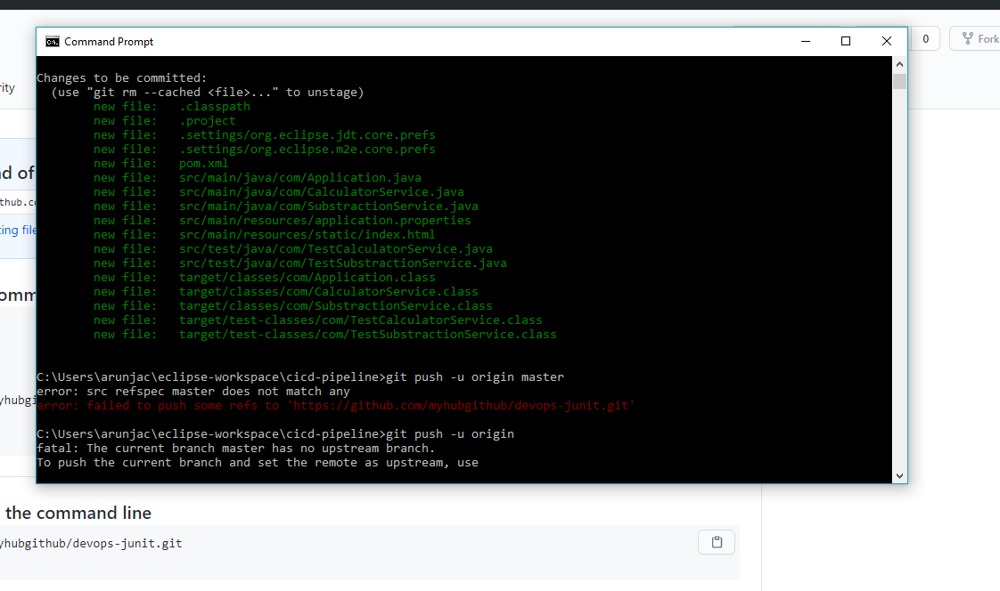 Command Prompt
0
Fork
rity
Changes to be committed:
(use "git rm --cached <file>..." to unstage)
new file: .classpath
new file: .project
new file: .settings/org.eclipse.jdt.core.prefs
new file: .settings/org.eclipse.m2e.core.prefs
new file: pom.xml
new file: src/main/java/com/Application.java
new file: src/main/java/com/CalculatorService.java
new file: src/main/java/com/SubstractionService.java
new file: src/main/resources/application.properties
new file: src/main/resources/static/index.html
new file: src/test/java/com/TestCalculatorService.java
new file: src/test/java/com/TestSubstractionService.java
new file: target/classes/com/Application.class
new file: target/classes/com/CalculatorService.class
new file: target/classes/com/SubstractionService.class
new file: target/test-classes/com/TestCalculatorService.class
new file: target/test-classes/com/TestSubstractionService.class
C:\Users\arunjac\eclipse-workspace\cicd-pipeline>git push -u origin master
error: src refspec master does not match any
error: failed to push some refs to 'https://github.com/myhubgithub/devops-junit.git'
C:\Users\arunjac\eclipse-workspace\cicd-pipeline>git push -u origin
fatal: The current branch master has no upstream branch.
To push the current branch and set the remote as upstream, use
nd of
thub.co
ting file
omm
yhubgi
the command line
yhubgithub/devops-junit.git